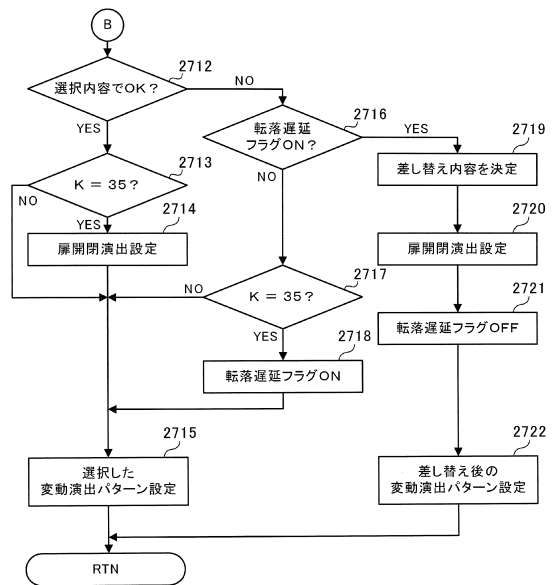 B
選択内容でOK?
2712
NO
YES
転落遅延
フラグON?
2716
YES
NO
差し替え内容を決定
2719
K = 35?
2713
NO
YES
扉開閉演出設定
2714
扉開閉演出設定
2720
K = 35?
2717
NO
YES
転落遅延フラグOFF
2721
転落遅延フラグON
2718
選択した
変動演出パターン設定
2715
差し替え後の
変動演出パターン設定
2722
RTN